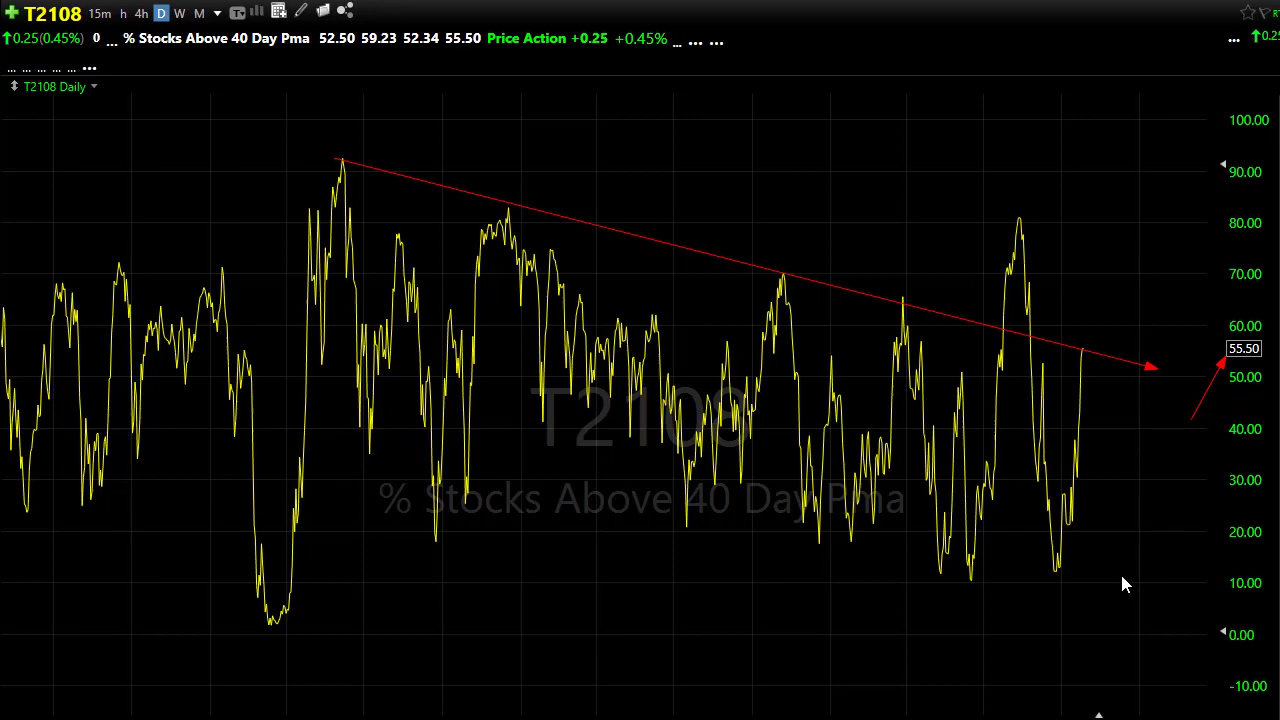 T2108 15m h 4h D W M T
0.25(0.45%) 0 ... % Stocks Above 40 Day Pma 52.50 59.23 52.34 55.50 Price Action +0.25 +0.45% ... ... ... ... 0.25
... ... ... ... ... ...
T2108 Daily
100.00
90.00
80.00
70.00
60.00
55.50
50.00
40.00
30.00
20.00
10.00
0.00
-10.00
T2108
% Stocks Above 40 Day Pma